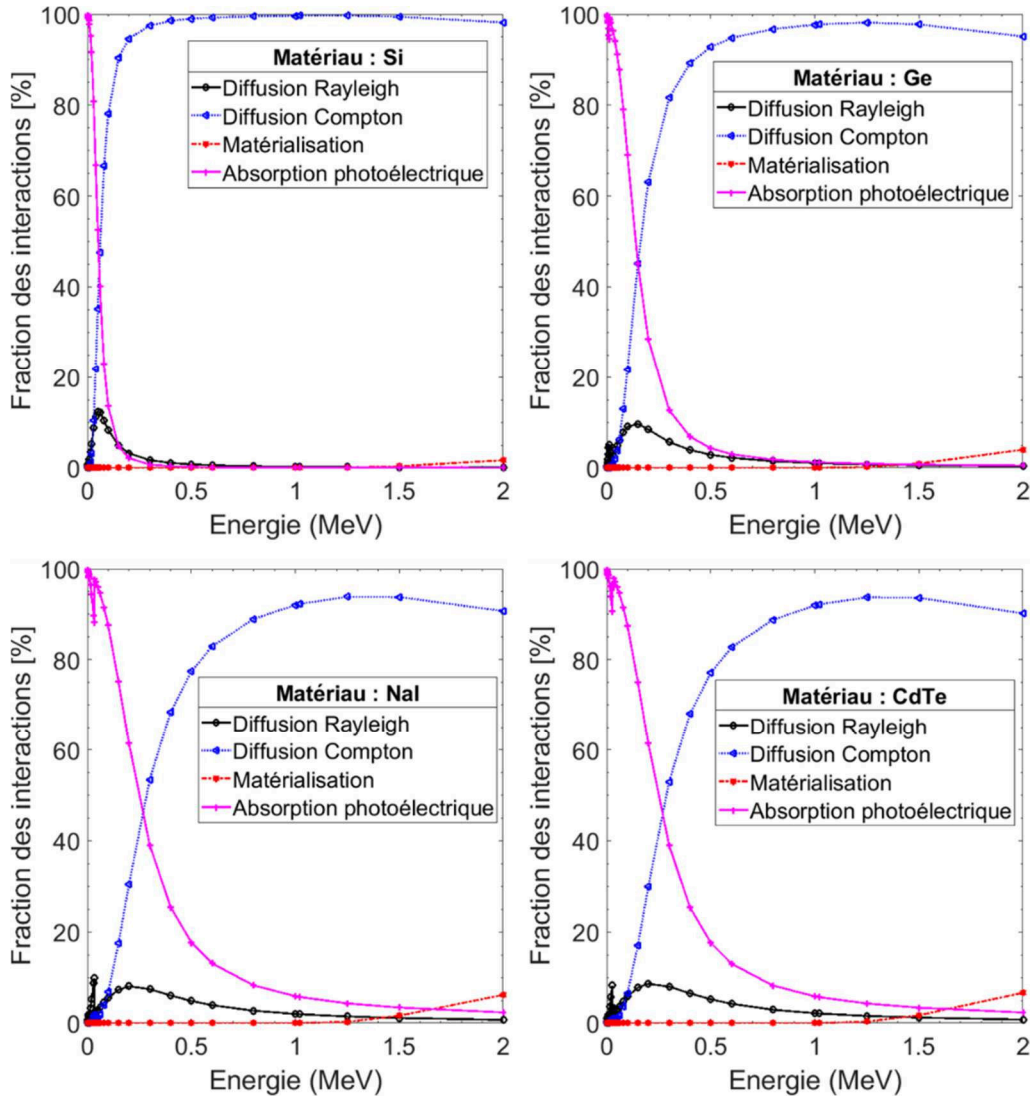 Fraction des interactions [%]
100
80
60
40
20
0
Matériau : Si
Diffusion Rayleigh
Diffusion Compton
Matérialisation
Absorption photoélectrique
0
0.5
1
1.5
2
Energie (MeV)
Fraction des interactions [%]
100
80
60
40
20
0
Matériau : Ge
Diffusion Rayleigh
Diffusion Compton
Matérialisation
Absorption photoélectrique
0
0.5
1
1.5
2
Energie (MeV)
Fraction des interactions [%]
100
80
60
40
20
0
Matériau : NaI
Diffusion Rayleigh
Diffusion Compton
Matérialisation
Absorption photoélectrique
0
0.5
1
1.5
2
Energie (MeV)
Fraction des interactions [%]
100
80
60
40
20
0
Matériau : CdTe
Diffusion Rayleigh
Diffusion Compton
Matérialisation
Absorption photoélectrique
0
0.5
1
1.5
2
Energie (MeV)